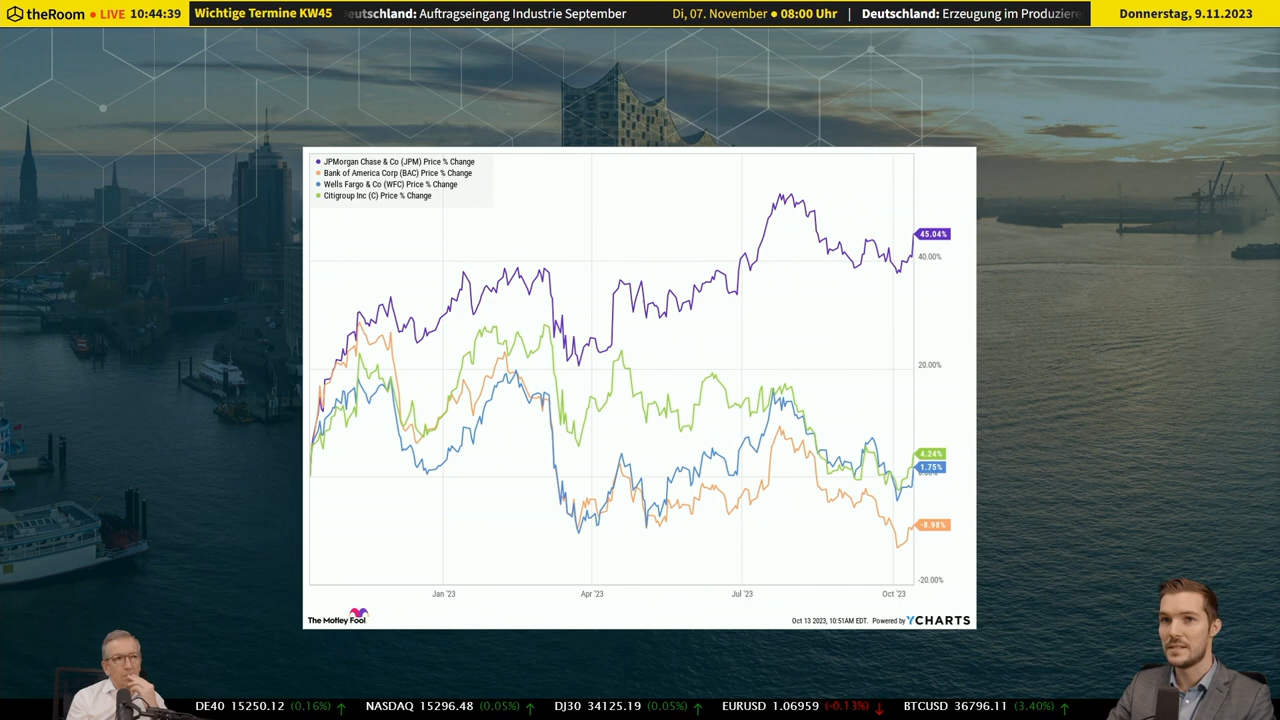 theRoom ● LIVE 10:44:39
Wichtige Termine KW45
eutschland: Auftragseingang Industrie September
Di, 07. November ● 08:00 Uhr | Deutschland: Erzeugung im Produziere
Donnerstag, 9.11.2023
JPMorgan Chase & Co (JPM) Price % Change
Bank of America Corp (BAC) Price % Change
Wells Fargo & Co (WFC) Price % Change
Citigroup Inc (C) Price % Change
45.04%
40.00%
20.00%
4.24%
1.75%
-8.98%
-20.00%
Jan '23
Apr '23
Jul '23
Oct '23
The Motley Fool
Oct 13 2023, 10:51AM EDT. Powered by YCHARTS
DE40 15250.12 (0.16%) ↑ NASDAQ 15296.48 (0.05%) ↑ DJ30 34125.19 (0.05%) ↑ EURUSD 1.06959 (-0.13%) ↓ BTCUSD 36796.11 (3.40%) ↑